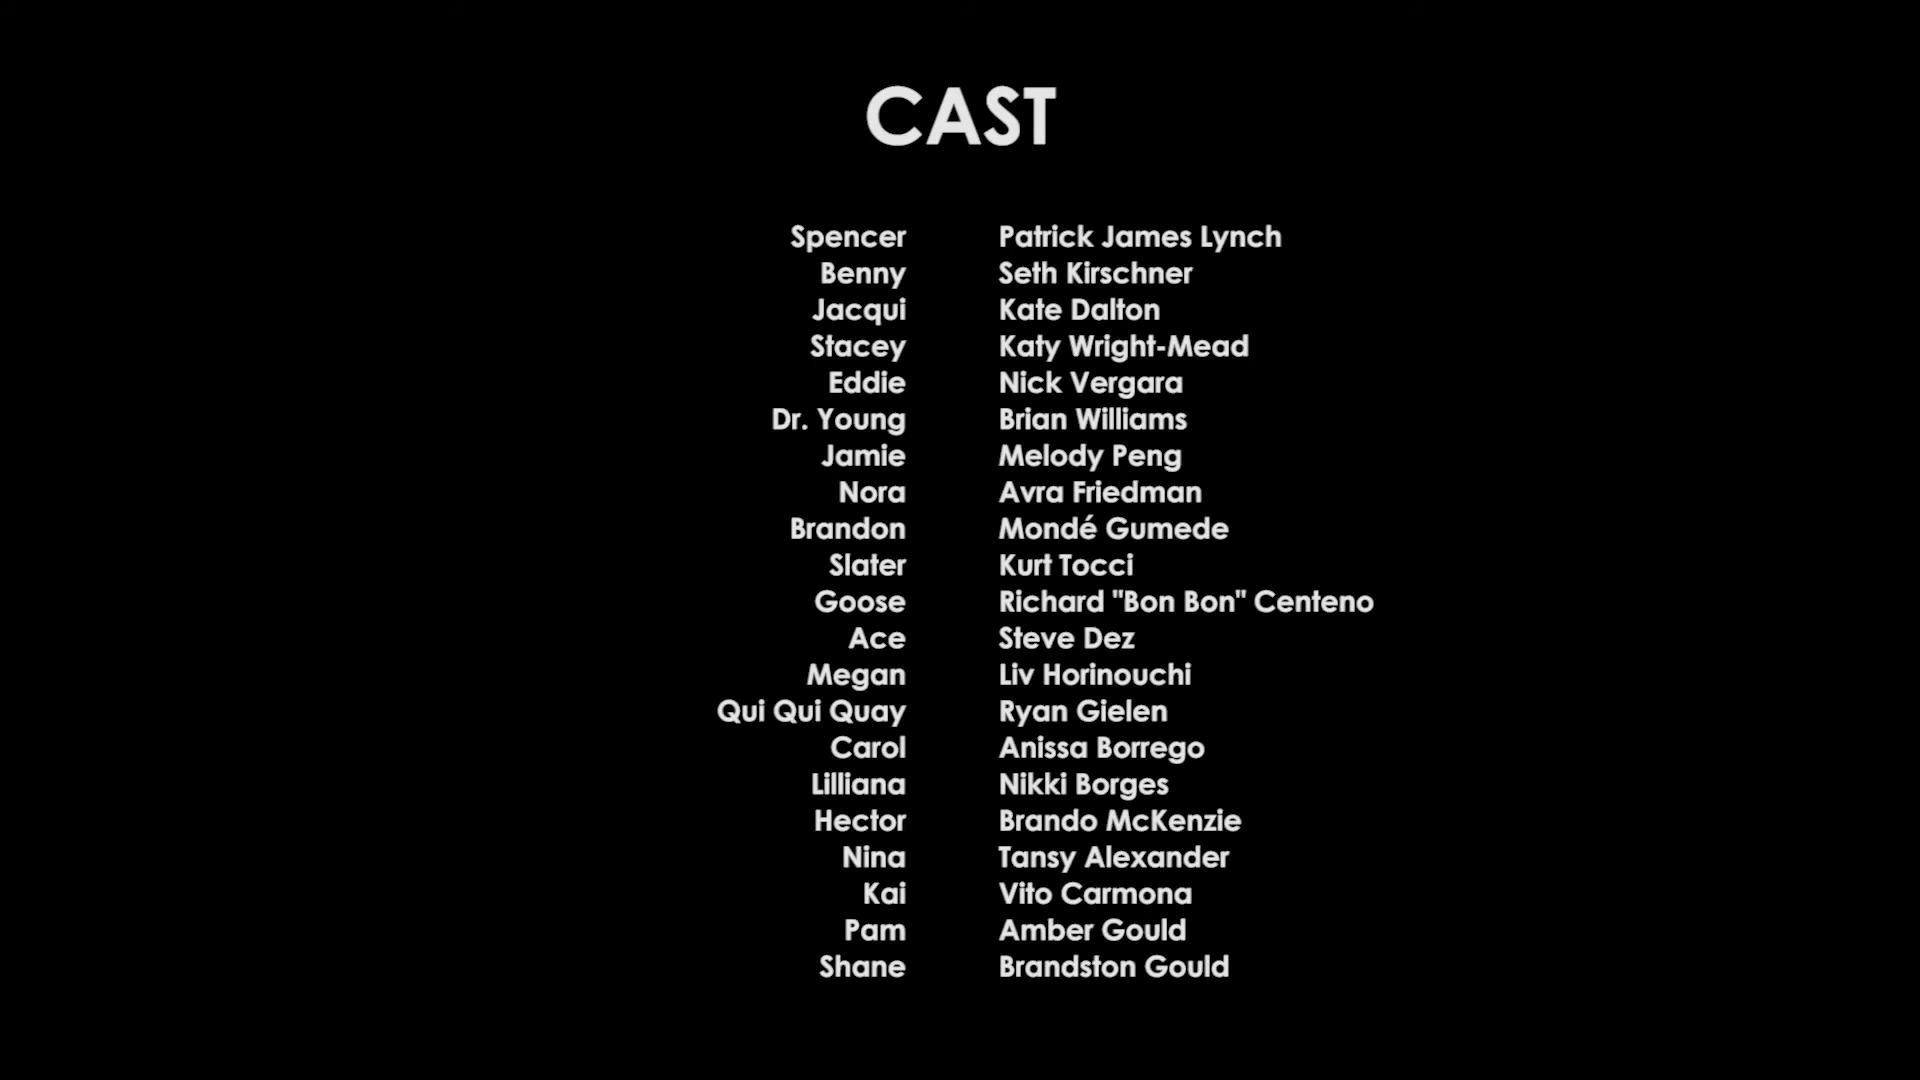 CAST
Spencer Patrick James Lynch
Benny Seth Kirschner
Jacqui Kate Dalton
Stacey Katy Wright-Mead
Eddie Nick Vergara
Dr. Young Brian Williams
Jamie Melody Peng
Nora Avra Friedman
Brandon Mondé Gumede
Slater Kurt Tocci
Goose Richard "Bon Bon" Centeno
Ace Steve Dez
Megan Liv Horinouchi
Qui Qui Quay Ryan Gielen
Carol Anissa Borrego
Lilliana Nikki Borges
Hector Brando McKenzie
Nina Tansy Alexander
Kai Vito Carmona
Pam Amber Gould
Shane Brandston Gould